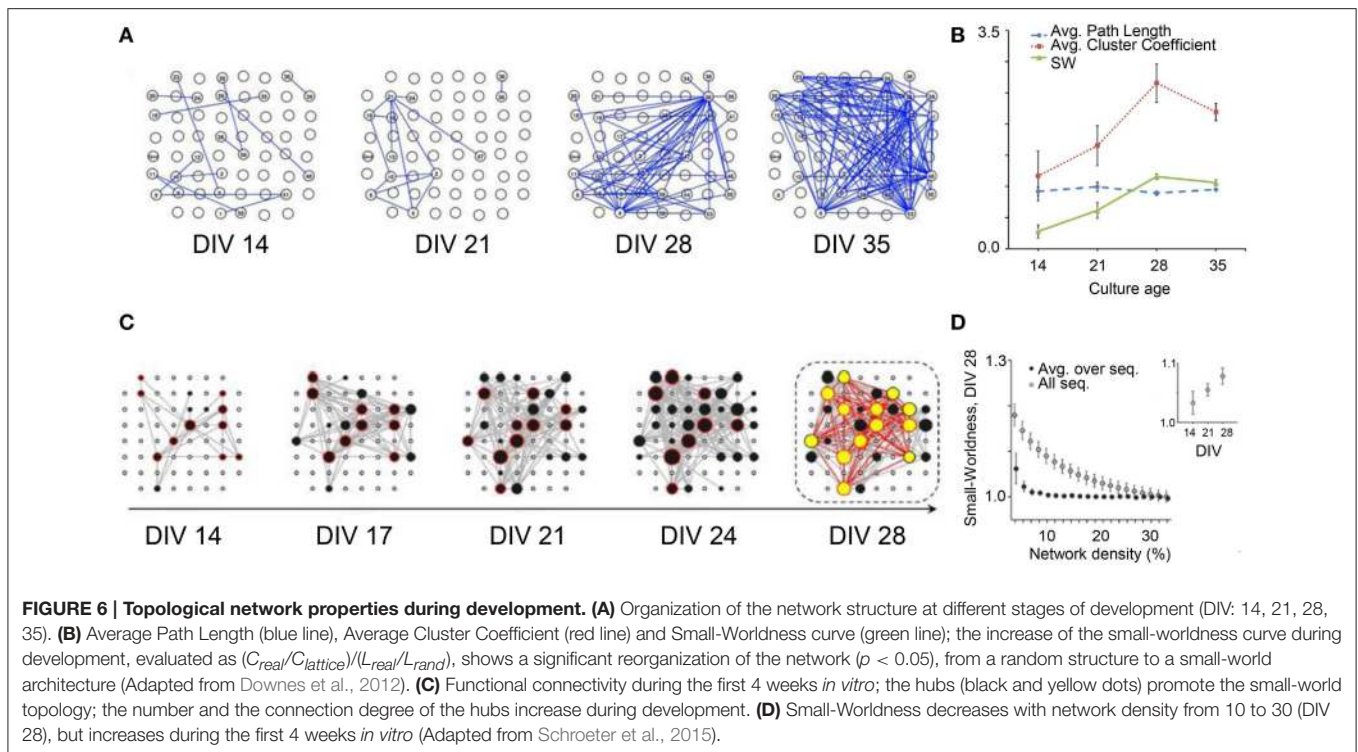 A
DIV 14
DIV 21
DIV 28
DIV 35
B
3.5
0.0
Avg. Path Length
Avg. Cluster Coefficient
SW
14 21 28 35
Culture age
C
DIV 14
DIV 17
DIV 21
DIV 24
DIV 28
D
Small-Worldness, DIV 28
1.3
1.0
Avg. over seq.
All seq.
10 20 30
Network density (%)
1.1
1.0
14 21 28
DIV
FIGURE 6 | Topological network properties during development. (A) Organization of the network structure at different stages of development (DIV: 14, 21, 28,
35). (B) Average Path Length (blue line), Average Cluster Coefficient (red line) and Small-Worldness curve (green line); the increase of the small-worldness curve during
development, evaluated as (Creal/Clattice)/(Lreal/Lrand), shows a significant reorganization of the network (p < 0.05), from a random structure to a small-world
architecture (Adapted from Downes et al., 2012). (C) Functional connectivity during the first 4 weeks in vitro; the hubs (black and yellow dots) promote the small-world
topology; the number and the connection degree of the hubs increase during development. (D) Small-Worldness decreases with network density from 10 to 30 (DIV
28), but increases during the first 4 weeks in vitro (Adapted from Schroeter et al., 2015).